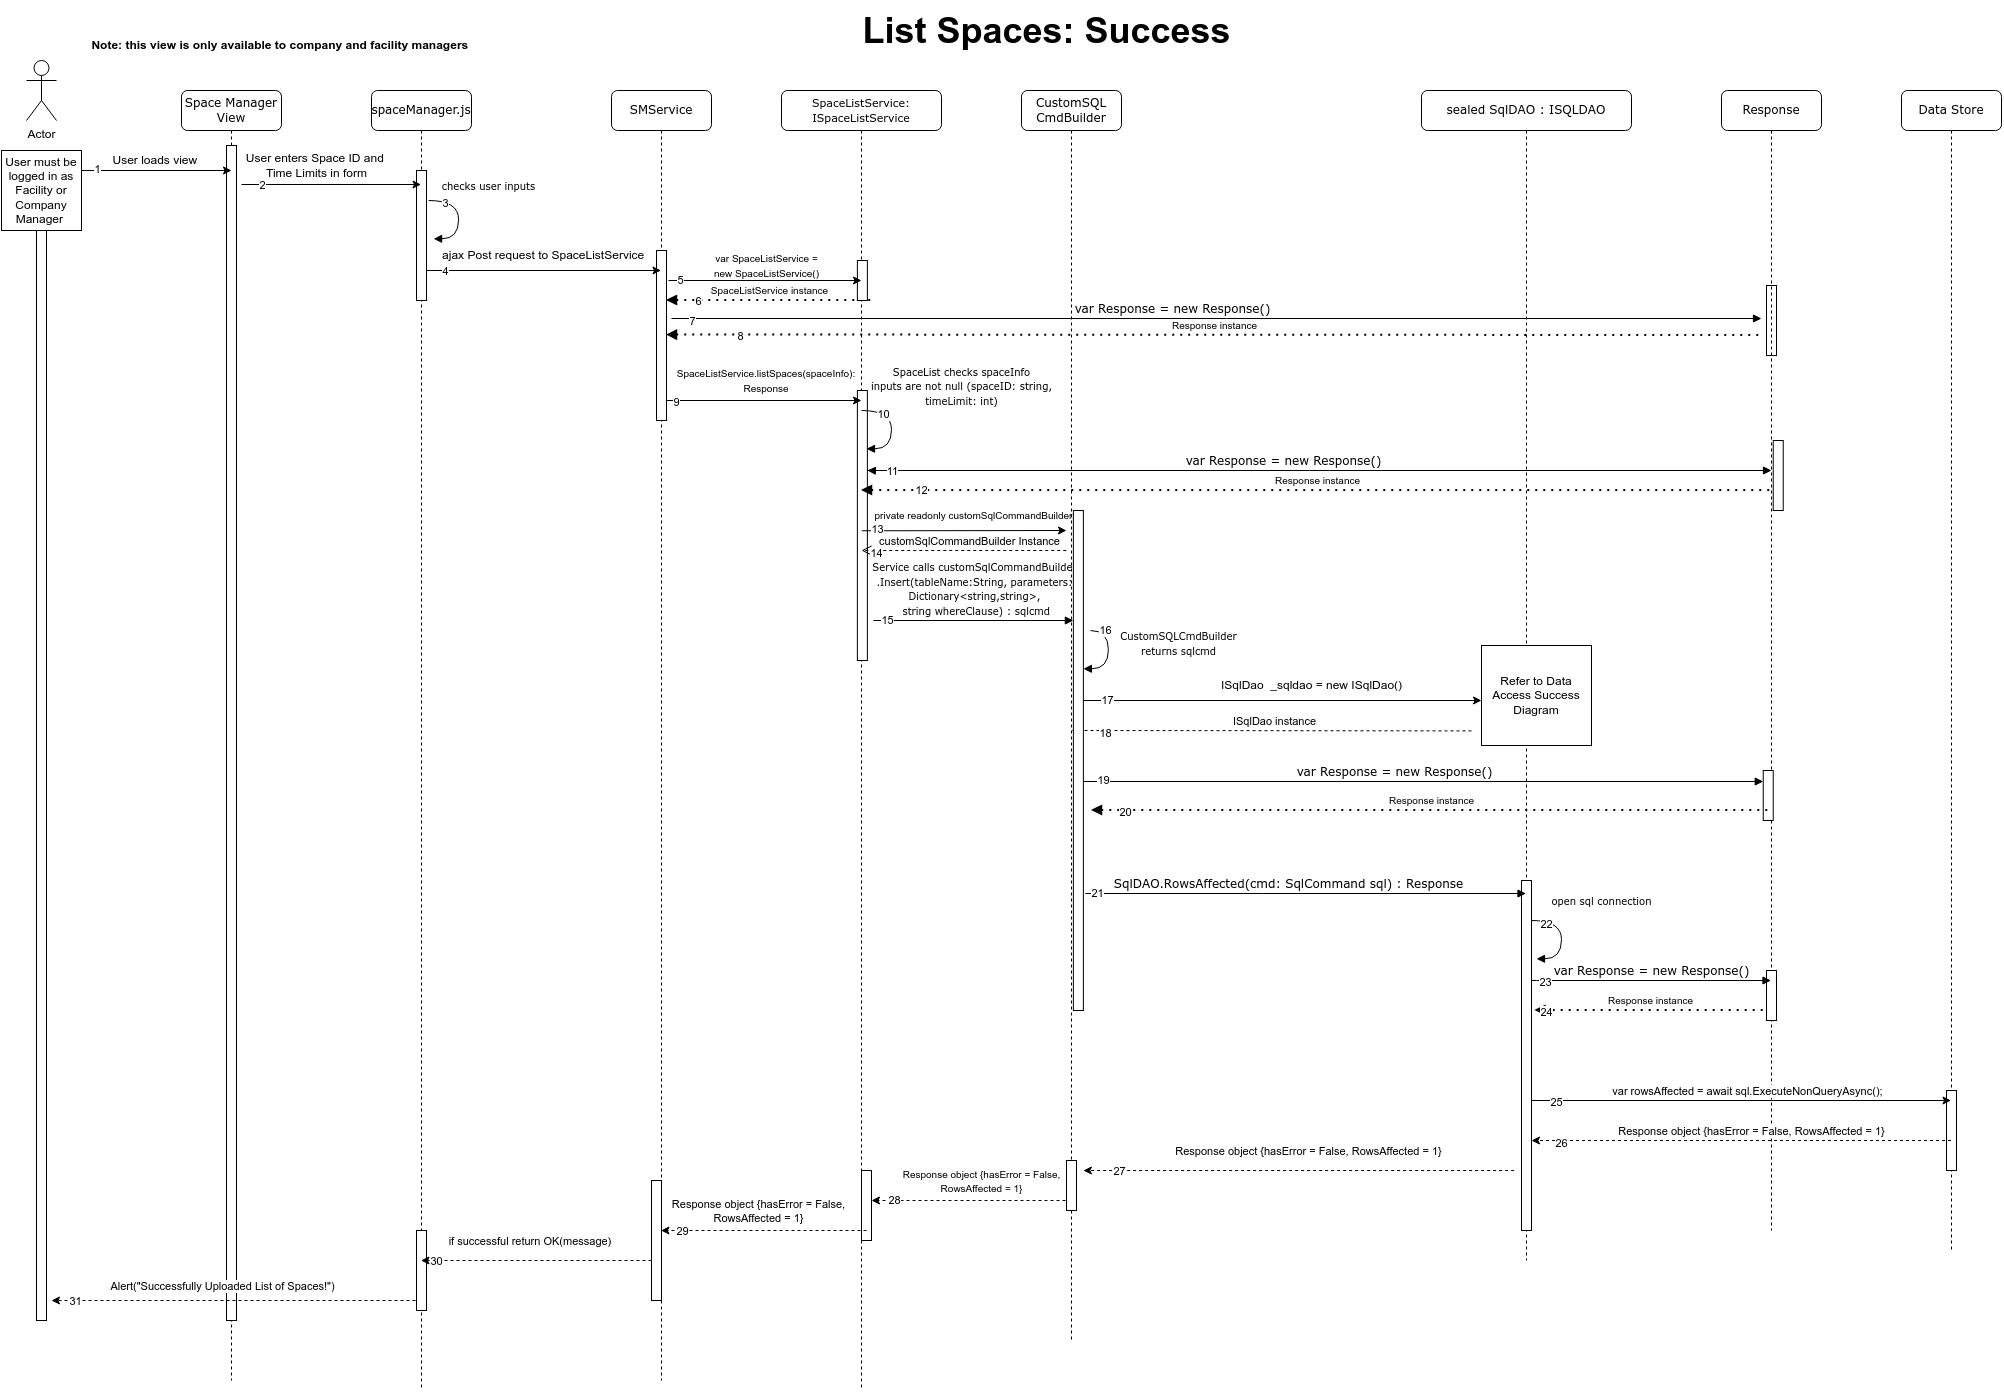 List Spaces: Success
Note: this view is only available to company and facility managers
Actor
Space Manager
View
spaceManager.js
SMService
SpaceListService:
ISpaceListService
CustomSQL
CmdBuilder
sealed SqlDAO : ISQLDAO
Response
Data Store
User must be
logged in as
Facility or
Company
Manager
User loads view
1
User enters Space ID and
Time Limits in form
2
checks user inputs
3
ajax Post request to SpaceListService
4
var SpaceListService =
new SpaceListService()
5
SpaceListService instance
6
var Response = new Response()
7
Response instance
8
SpaceListService.listSpaces(spaceInfo):
Response
9
SpaceList checks spaceInfo
inputs are not null (spaceID: string,
timeLimit: int)
10
var Response = new Response()
11
Response instance
12
private readonly customSqlCommandBuilder
13
customSqlCommandBuilder Instance
14
Service calls customSqlCommandBuilde
.Insert(tableName:String, parameters:
Dictionary<string,string>,
string whereClause) : sqlcmd
15
16
CustomSQLCmdBuilder
returns sqlcmd
Refer to Data
Access Success
Diagram
ISqlDao _sqldao = new ISqlDao()
17
ISqlDao instance
18
var Response = new Response()
19
Response instance
20
SqlDAO.RowsAffected(cmd: SqlCommand sql) : Response
21
open sql connection
22
var Response = new Response()
23
Response instance
24
var rowsAffected = await sql.ExecuteNonQueryAsync();
25
Response object {hasError = False, RowsAffected = 1}
26
Response object {hasError = False, RowsAffected = 1}
27
Response object {hasError = False,
RowsAffected = 1}
28
Response object {hasError = False,
RowsAffected = 1}
29
if successful return OK(message)
30
Alert("Successfully Uploaded List of Spaces!")
31